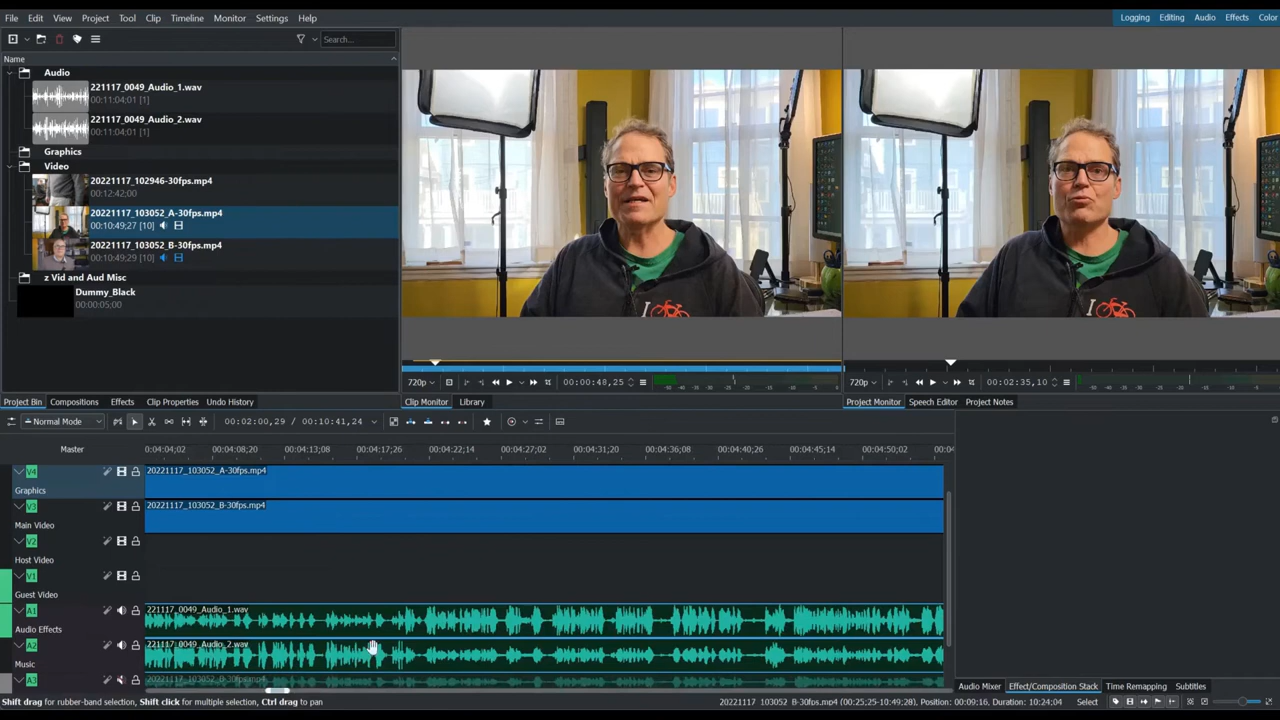 File Edit View Project Tool Clip Timeline Monitor Settings Help
Logging Editing Audio Effects Color
Search...
Name
Audio
221117_0049_Audio_1.wav
00:11:04;01 [1]
221117_0049_Audio_2.wav
00:11:04;01 [1]
Graphics
Video
20221117_102946-30fps.mp4
00:12:42;00
20221117_103052_A-30fps.mp4
00:10:49;27 [10]
20221117_103052_B-30fps.mp4
00:10:49;29 [10]
z Vid and Aud Misc
Dummy_Black
00:00:05;00
I
720p 00:00:48,25
720p 00:02:35,10
Project Bin Compositions Effects Clip Properties Undo History
Clip Monitor Library
Project Monitor Speech Editor Project Notes
Normal Mode 00:02:00,29 / 00:10:41,24
Master
0:04:04;02 0:04:08;20 0:04:13;08 0:04:17;26 0:04:22;14 0:04:27;02 0:04:31;20 0:04:36;08 0:04:40;26 0:04:45;14 0:04:50;02
V4 20221117_103052_A-30fps.mp4
Graphics
V3 20221117_103052_B-30fps.mp4
Main Video
V2
Host Video
V1
Guest Video
A1 221117_0049_Audio_1.wav
Audio Effects
A2 221117_0049_Audio_2.wav
Music
A3 20221117_103052_B-30fps.mp4
Audio Mixer Effect/Composition Stack Time Remapping Subtitles
Shift drag for rubber-band selection, Shift click for multiple selection, Ctrl drag to pan
20221117_103052_B-30fps.mp4 (25;25-10:49;28), Position: 00:09;16, Duration: 10:24;04 Select